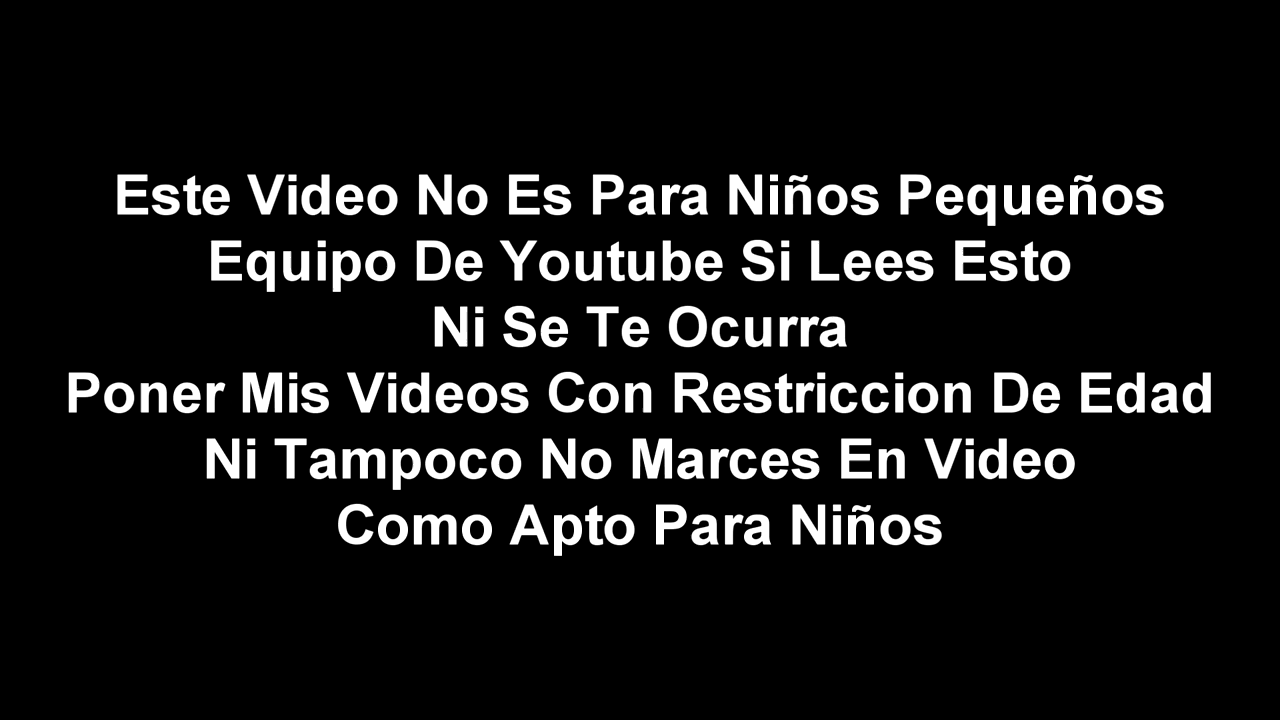 Este Video No Es Para Niños Pequeños
Equipo De Youtube Si Lees Esto
Ni Se Te Ocurra
Poner Mis Videos Con Restriccion De Edad
Ni Tampoco No Marces En Video
Como Apto Para Niños